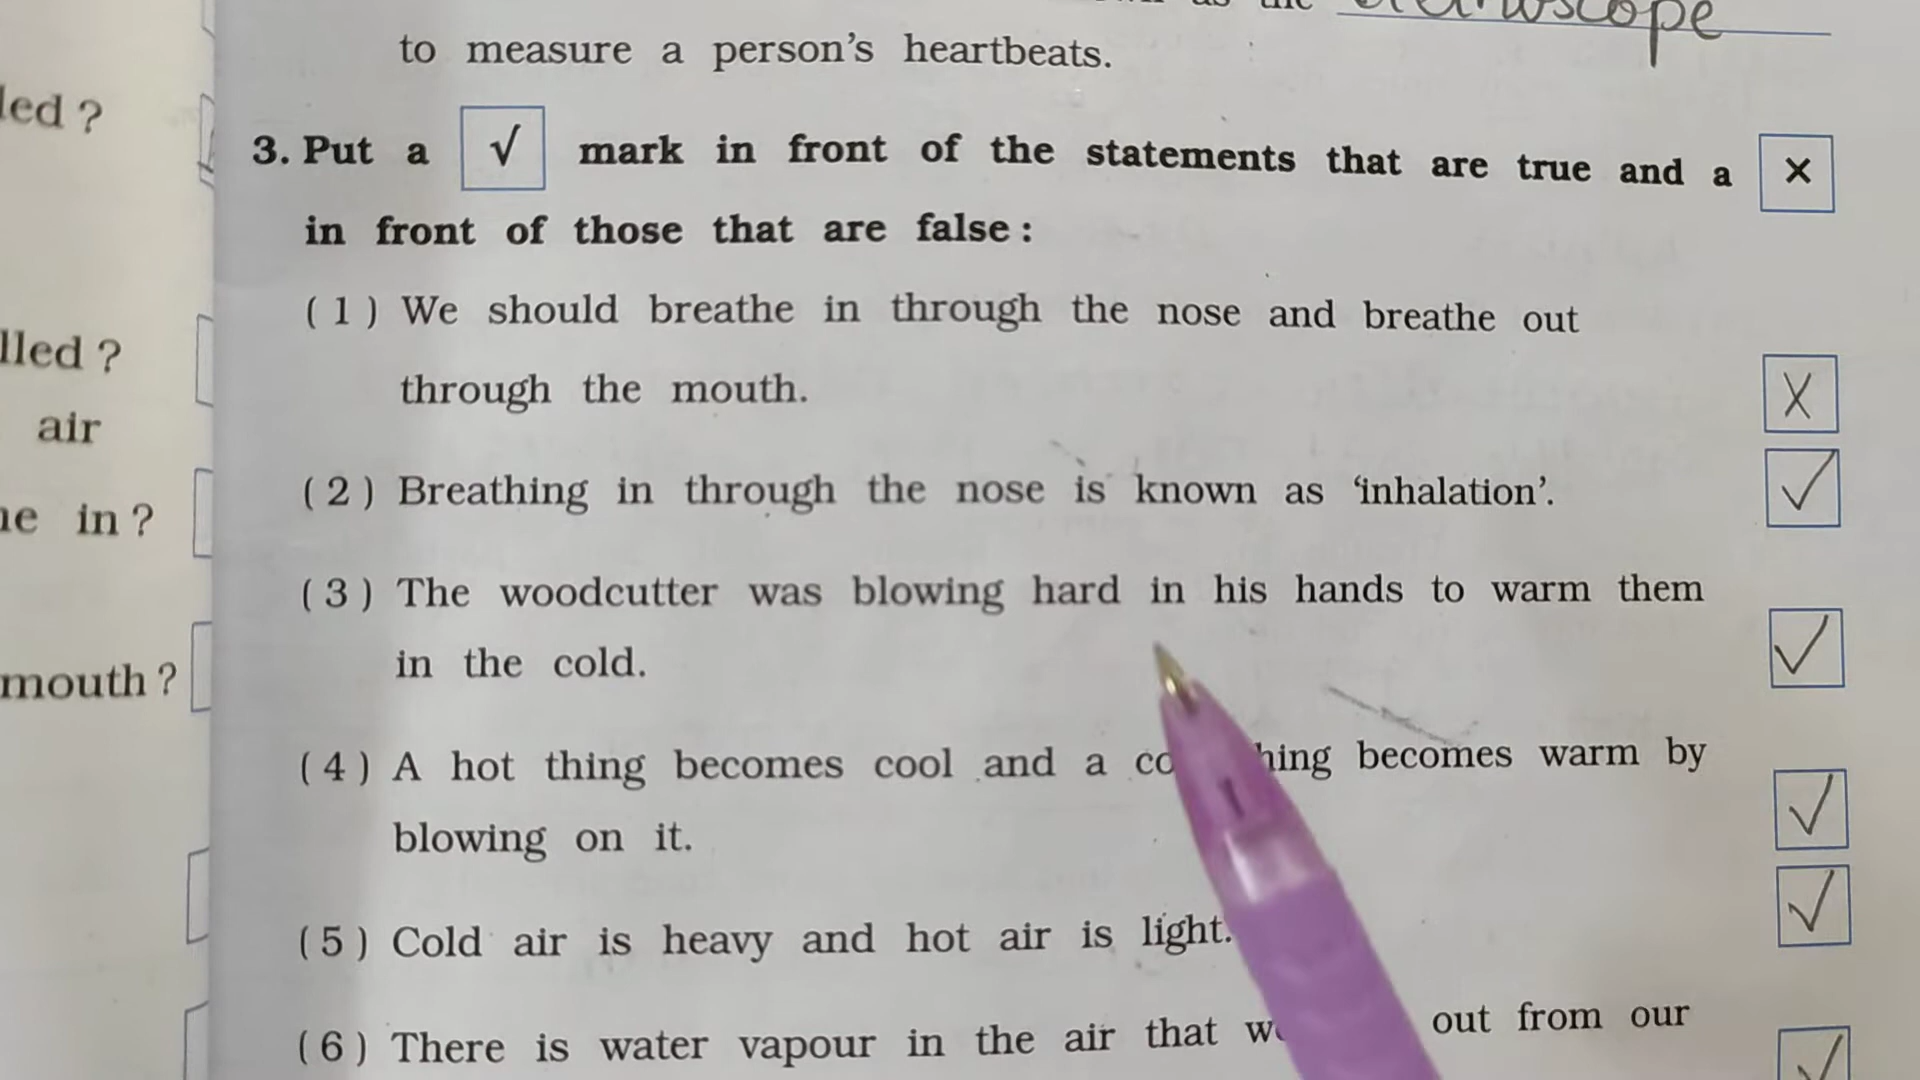 as the
to measure a person's heartbeats.
led ?
3. Put a √ mark in front of the statements that are true and a ×
in front of those that are false :
( 1 ) We should breathe in through the nose and breathe out
lled ?
through the mouth. X
air
( 2 ) Breathing in through the nose is known as 'inhalation'. ✓
in ?
( 3 ) The woodcutter was blowing hard in his hands to warm them
in the cold. ✓
mouth ?
( 4 ) A hot thing becomes cool and a hing becomes warm by
blowing on it. ✓
( 5 ) Cold air is heavy and hot air is light. ✓
( 6 ) There is water vapour in the air that out from our ✓